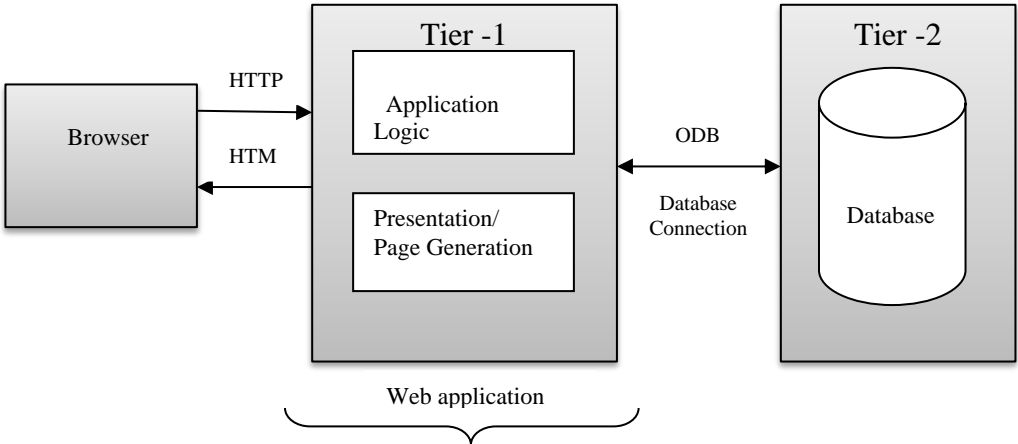 Tier -1
Tier -2
HTTP
Application
Logic
Browser
ODB
HTM
Database
Connection
Presentation/
Page Generation
Database
Web application